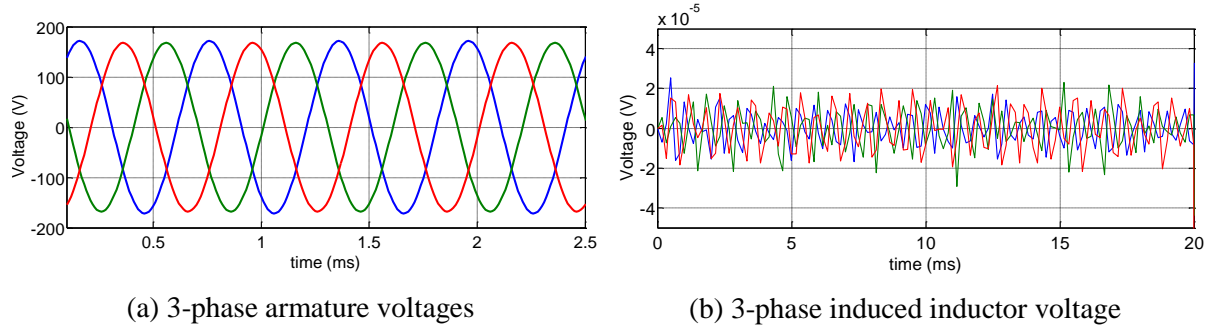 x 10⁻⁵
200
100
0
-100
-200
Voltage (V)
0.5
1
1.5
2
2.5
time (ms)
4
2
0
-2
-4
Voltage (V)
0
5
10
15
20
time (ms)
(a) 3-phase armature voltages
(b) 3-phase induced inductor voltage